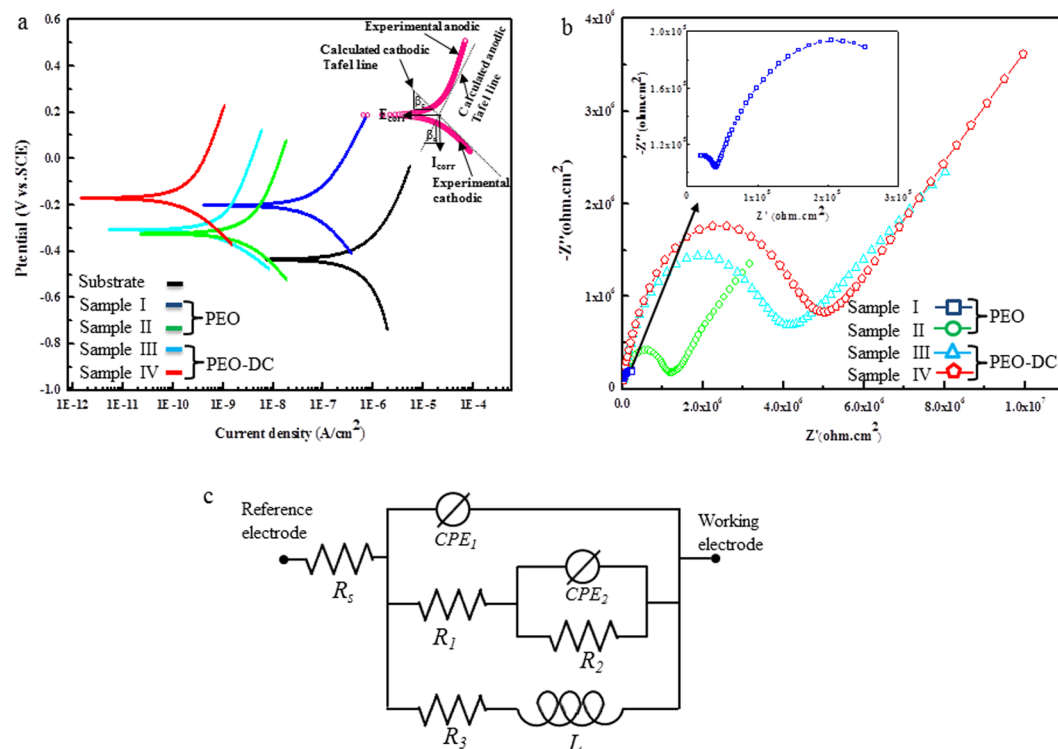 a
0.6
0.4
0.2
0.0
-0.2
-0.4
-0.6
-0.8
-1.0
Plential (V vs.SCE)
Experimental anodic
Calculated cathodic
Tafel line
Calculated anodic
Tafel line
βc
Ecorr
Icorr
Experimental
cathodic
Substrate
Sample I
Sample II
PEO
Sample III
Sample IV
PEO-DC
1E-12 1E-11 1E-10 1E-9 1E-8 1E-7 1E-6 1E-5 1E-4
Current density (A/cm²)
b
4x10⁶
3x10⁶
2x10⁶
1x10⁶
0
-Z''(ohm.cm²)
2.0x10⁵
1.2x10⁵
-Z'' (ohm.cm²)
1x10⁵ 2x10⁵ 3x10⁵
Z' (ohm.cm²)
Sample I
Sample II
PEO
Sample III
Sample IV
PEO-DC
0.0 2.0x10⁶ 4.0x10⁶ 6.0x10⁶ 8.0x10⁶ 1.0x10⁷
Z'(ohm.cm²)
c
Reference
electrode
Working
electrode
CPE₁
Rs
CPE₂
R₁
R₂
R₃
L